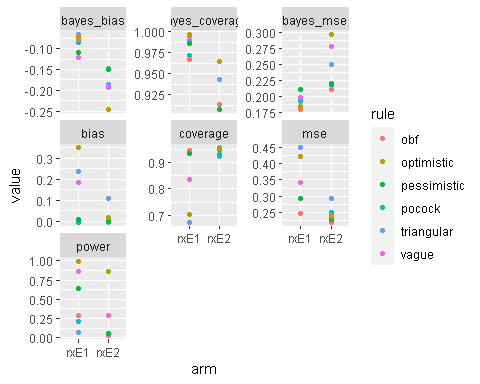 bayes_bias
yes_coverag
bayes_mse
-0.10
-0.15
-0.20
-0.25
1.000
0.975
0.950
0.925
0.300
0.275
0.250
0.225
0.200
0.175
bias
coverage
mse
0.3
0.2
0.1
0.0
0.9
0.8
0.7
0.45
0.40
0.35
0.30
0.25
rxE1 rxE2
rxE1 rxE2
power
1.00
0.75
0.50
0.25
0.00
rxE1 rxE2
value
arm
rule
obf
optimistic
pessimistic
pocock
triangular
vague